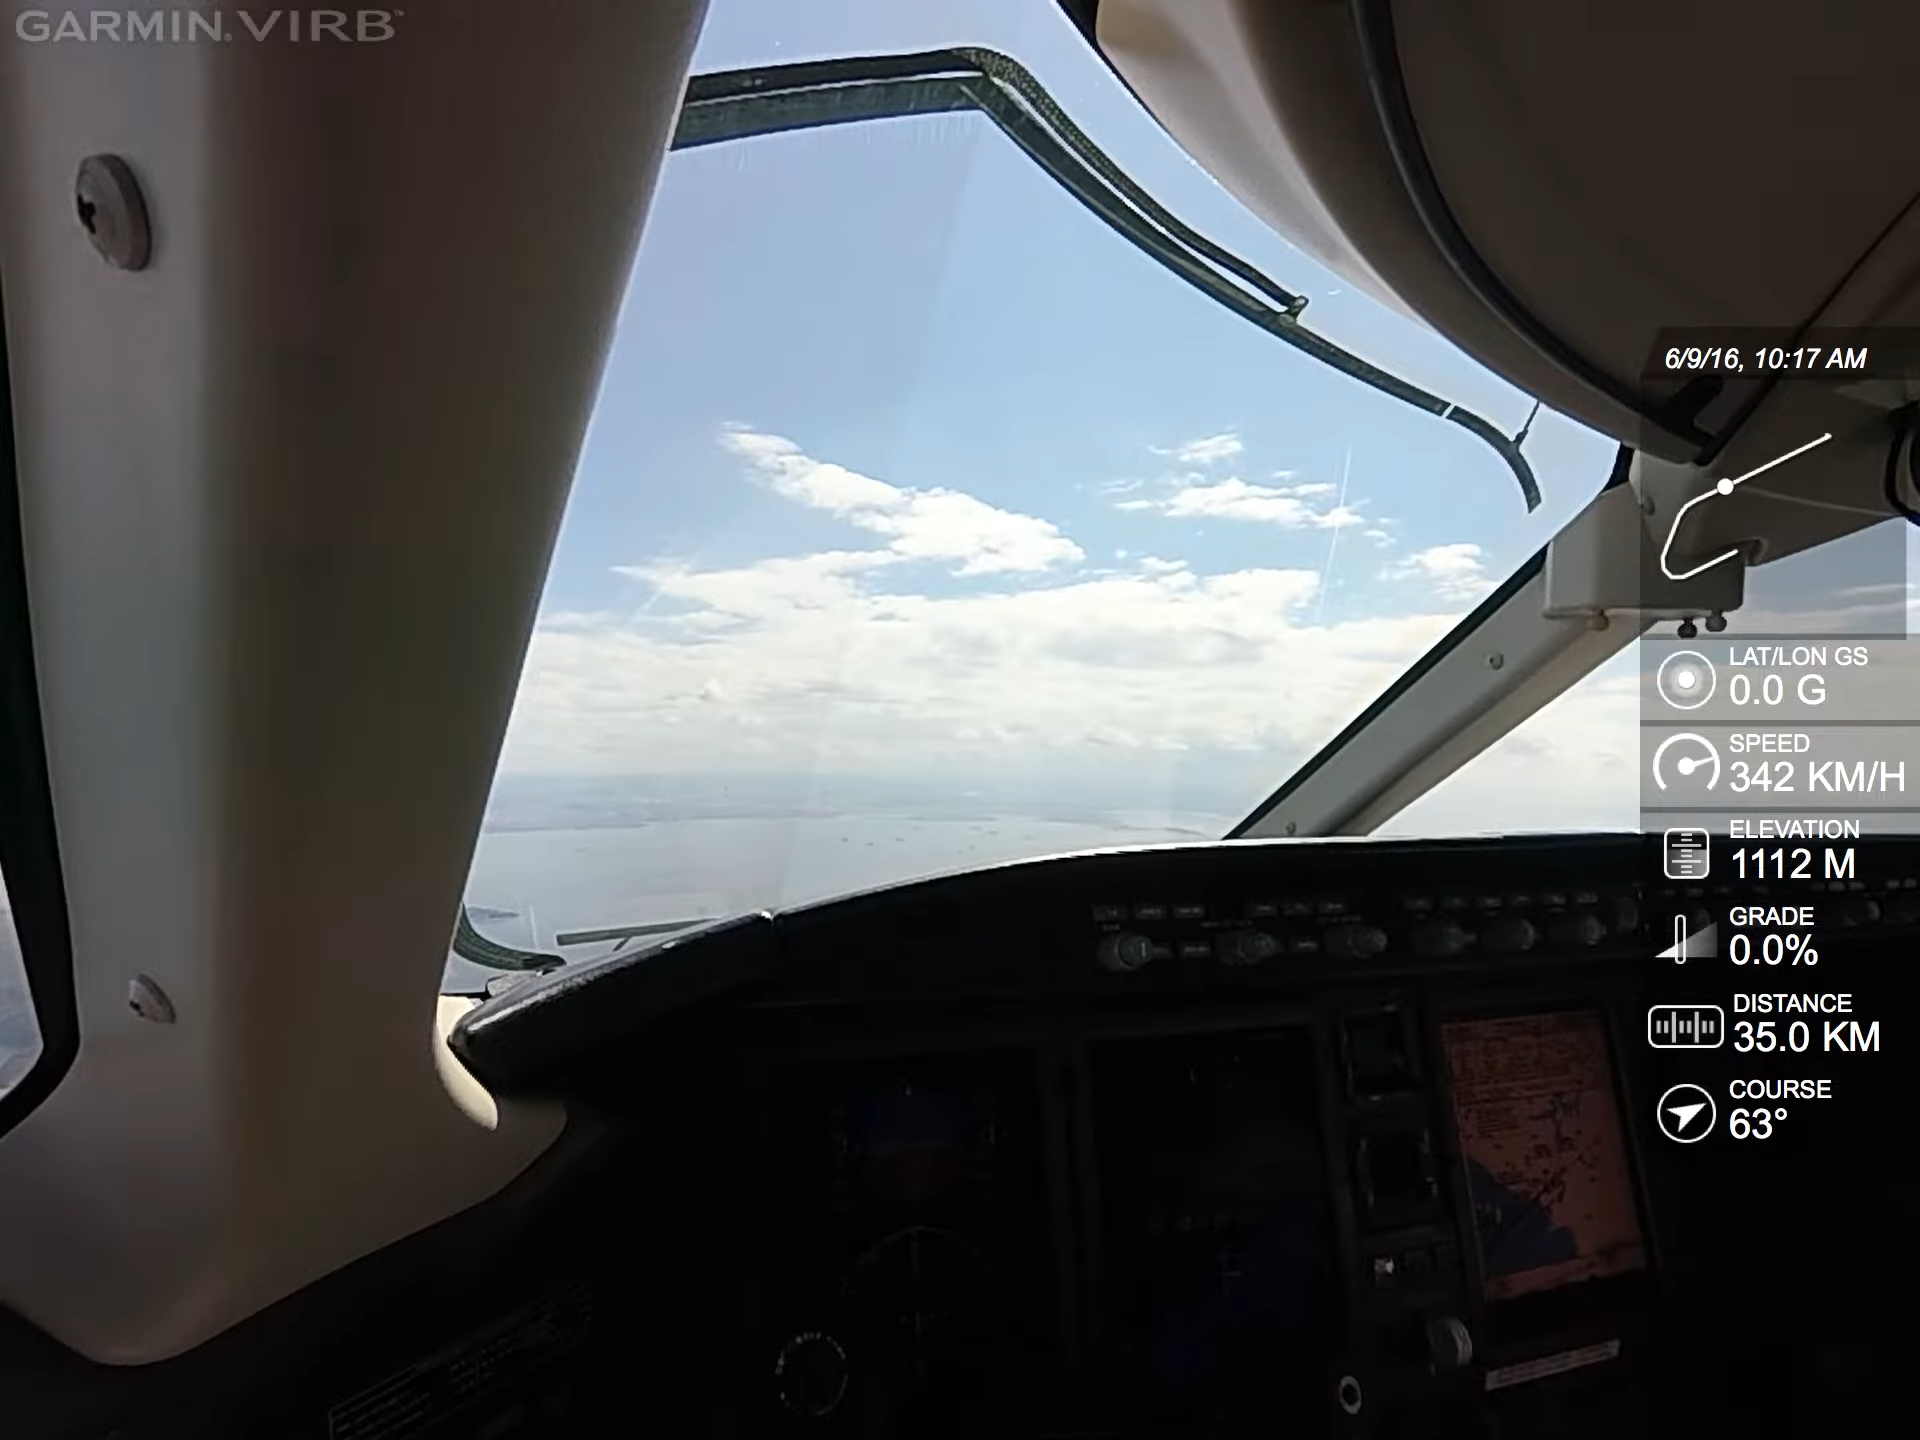 GARMIN. VIRB™
6/9/16, 10:17 AM
LAT/LON GS
0.0 G
SPEED
342 KM/H
ELEVATION
1112 M
GRADE
0.0%
DISTANCE
35.0 KM
COURSE
63°